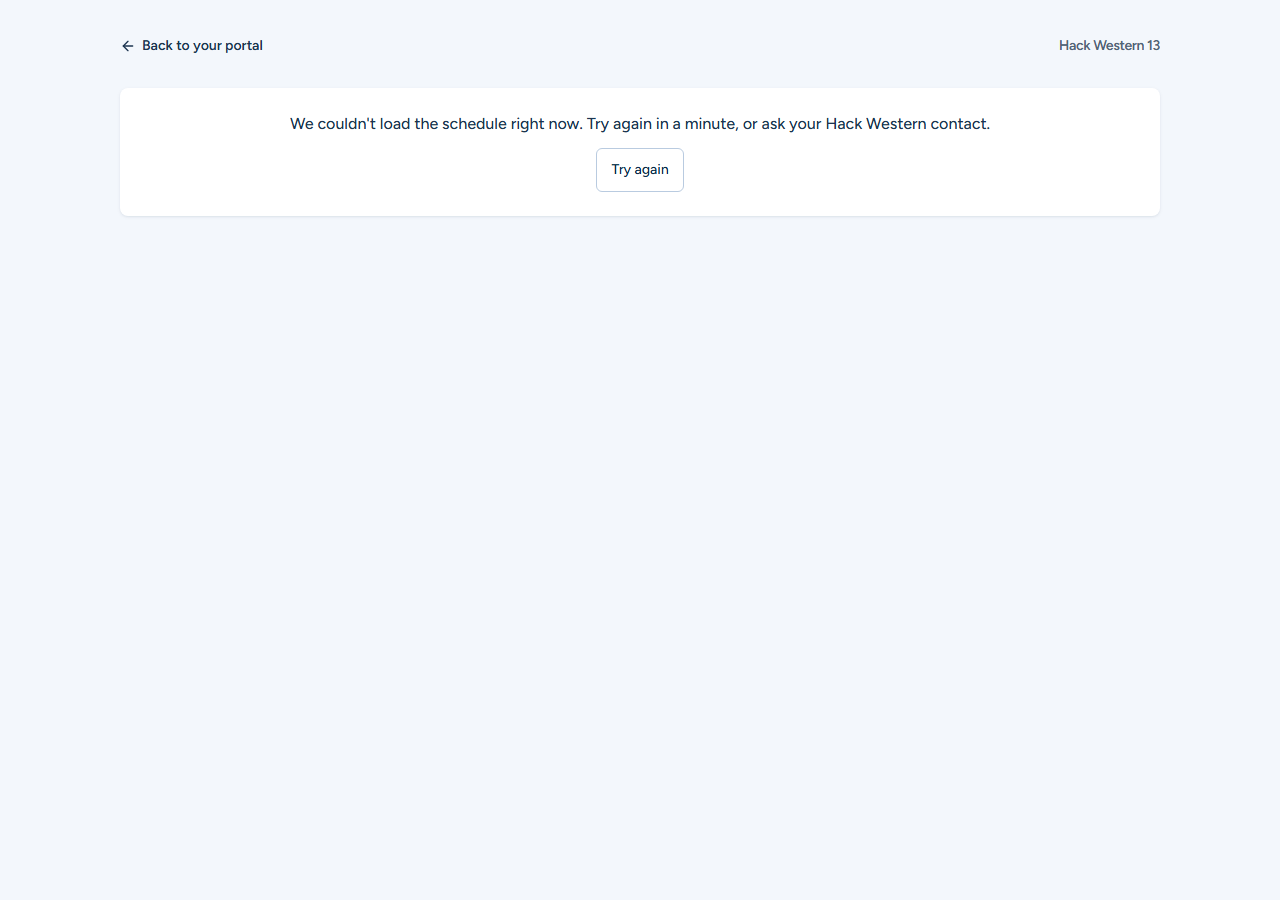 Back to your portal
Hack Western 13
We couldn't load the schedule right now. Try again in a minute, or ask your Hack Western contact.
Try again